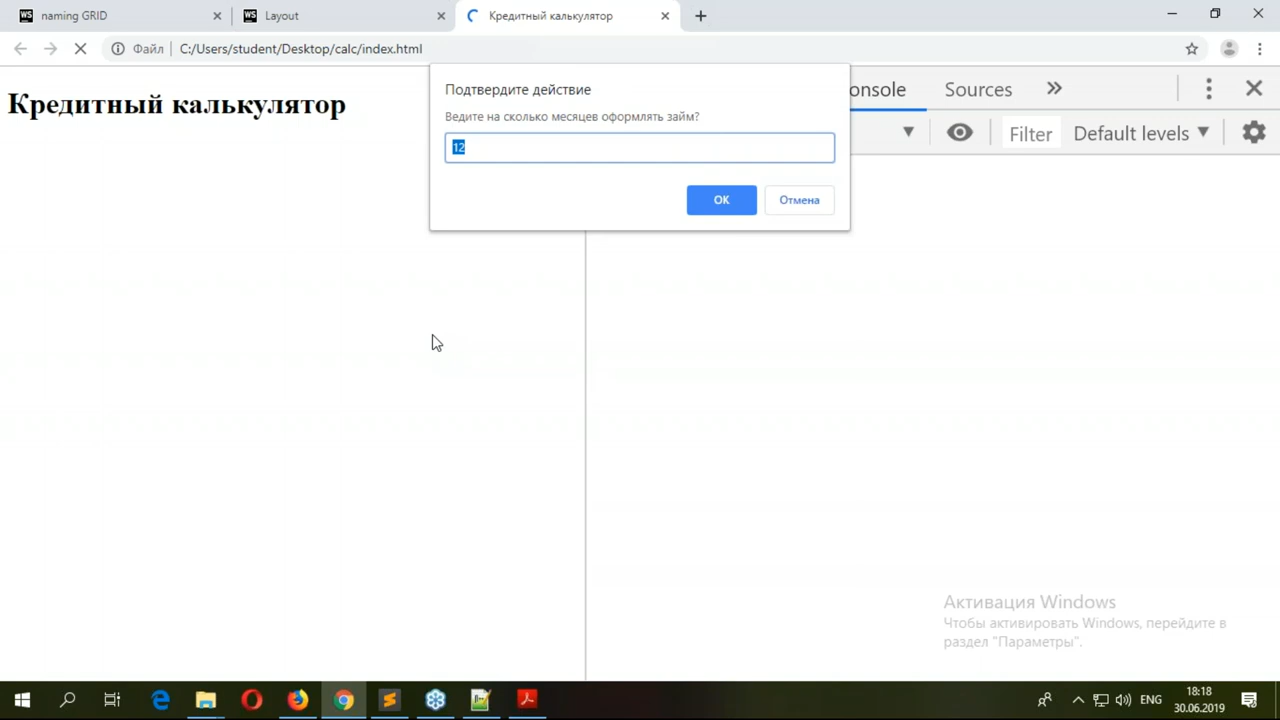 naming GRID
Layout
Кредитный калькулятор
Файл
C:/Users/student/Desktop/calc/index.html
Кредитный калькулятор
Подтвердите действие
Ведите на сколько месяцев оформлять займ?
12
OK
Отмена
onsole
Sources
Filter
Default levels
Активация Windows
Чтобы активировать Windows, перейдите в
раздел "Параметры".
ENG
18:18
30.06.2019